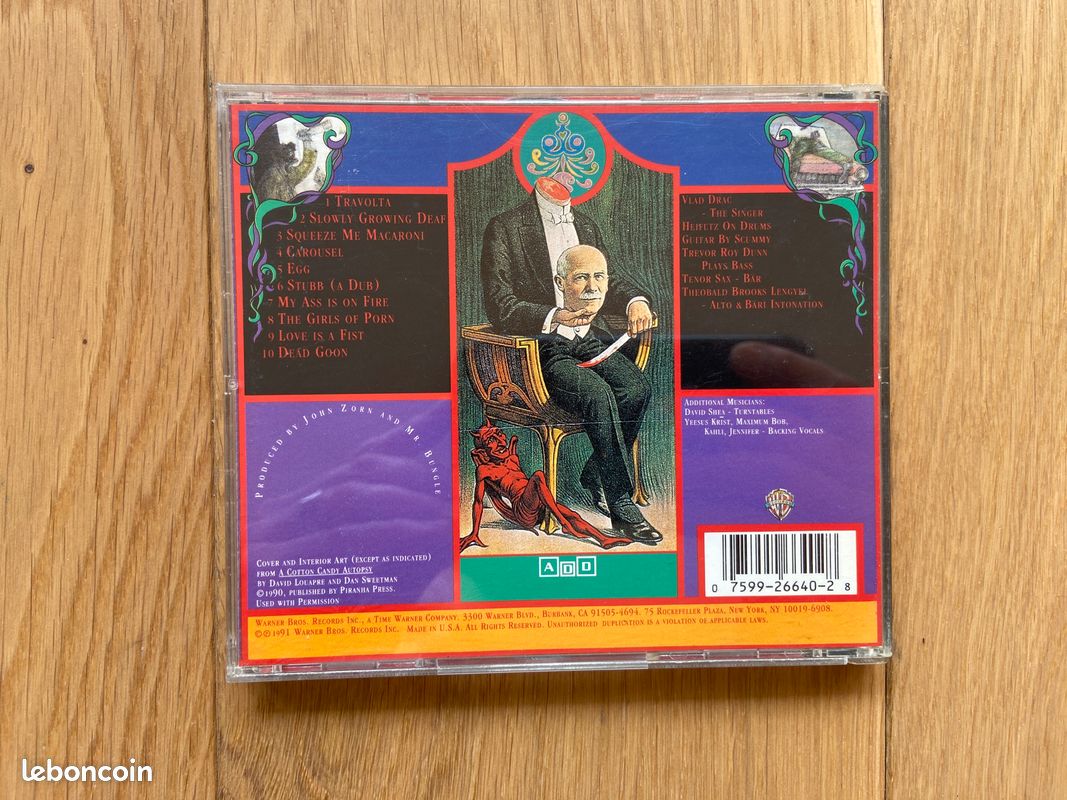 1 Travolta
2 Slowly Growing Deaf
3 Squeeze Me Macaroni
4 Carousel
5 Egg
6 Stubb (a Dub)
7 My Ass is on Fire
8 The Girls of Porn
9 Love is a Fist
10 Dead Goon
Vlad Drac
- The Singer
Heifetz On Drums
Guitar By Scummy
Trevor Roy Dunn
Plays Bass
Tenor Sax - Bär
Theobald Brooks Lengyel
- Alto & Bari Intonation
Produced by John Zorn and Mr. Bungle
Additional Musicians:
David Shea - Turntables
Yeesus Krist, Maximum Bob,
Kahli, Jennifer - Backing Vocals
Cover and Interior Art (except as indicated)
from A Cotton Candy Autopsy
by David Louapre and Dan Sweetman
©1990, published by Piranha Press.
Used with Permission
ADD
WB
0 7599-26640-2 8
Warner Bros. Records Inc., a Time Warner Company. 3300 Warner Blvd., Burbank, CA 91505-4694. 75 Rockefeller Plaza, New York, NY 10019-6908.
©℗1991 Warner Bros. Records Inc. Made in U.S.A. All Rights Reserved. Unauthorized duplication is a violation of applicable laws.
leboncoin